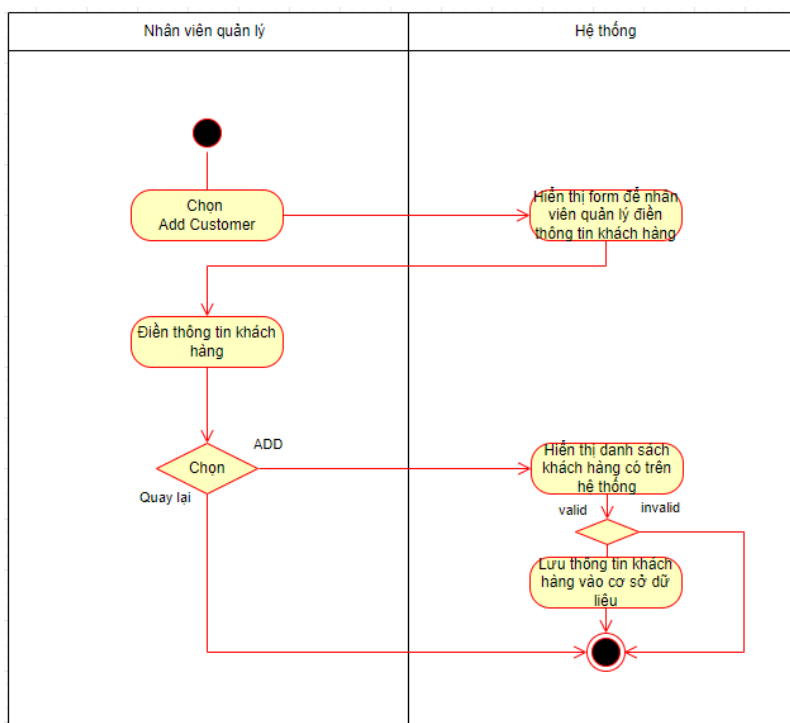 Nhân viên quản lý
Hệ thống
Chọn
Add Customer
Hiển thị form để nhân
viên quản lý điền
thông tin khách hàng
Điền thông tin khách
hàng
Chọn
ADD
Quay lại
Hiển thị danh sách
khách hàng có trên
hệ thống
valid
invalid
Lưu thông tin khách
hàng vào cơ sở dữ
liệu